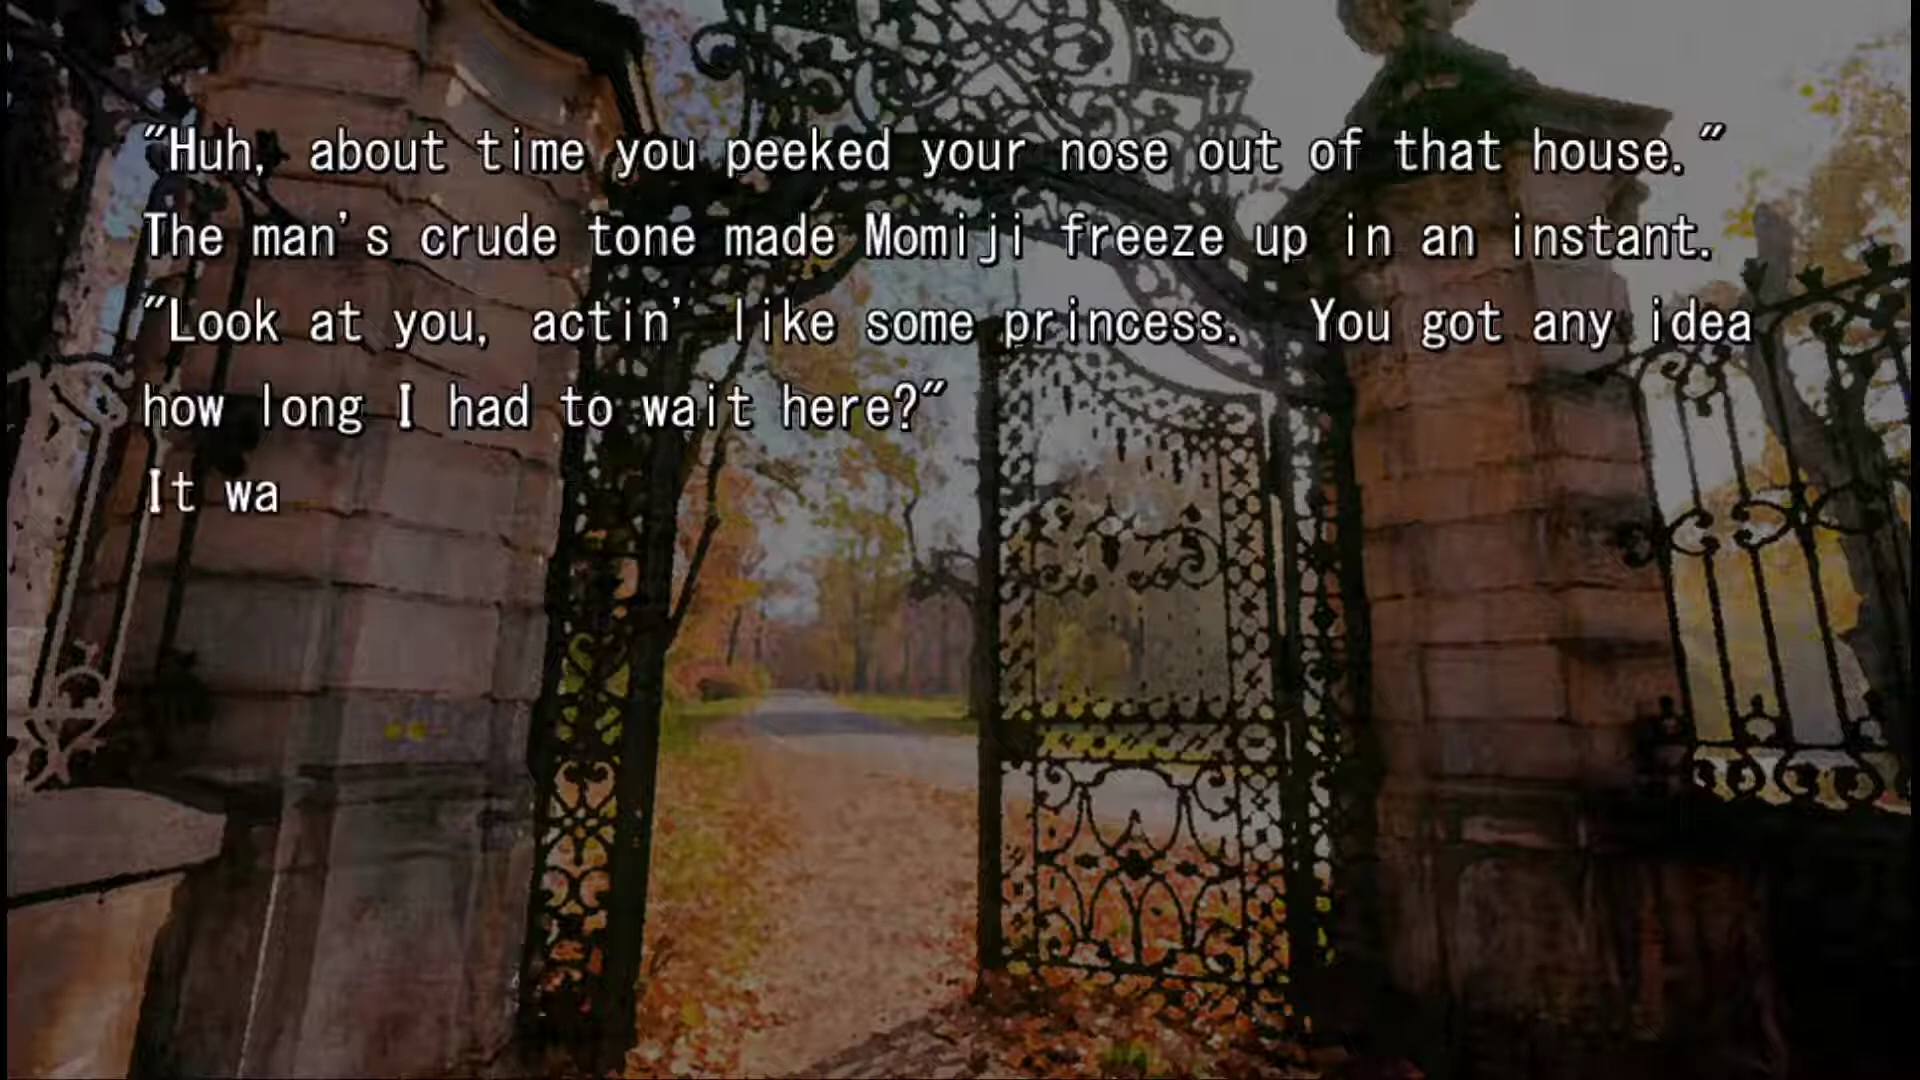 "Huh, about time you peeked your nose out of that house."
The man's crude tone made Momiji freeze up in an instant.
"Look at you, actin' like some princess.  You got any idea
how long I had to wait here?"
It wa